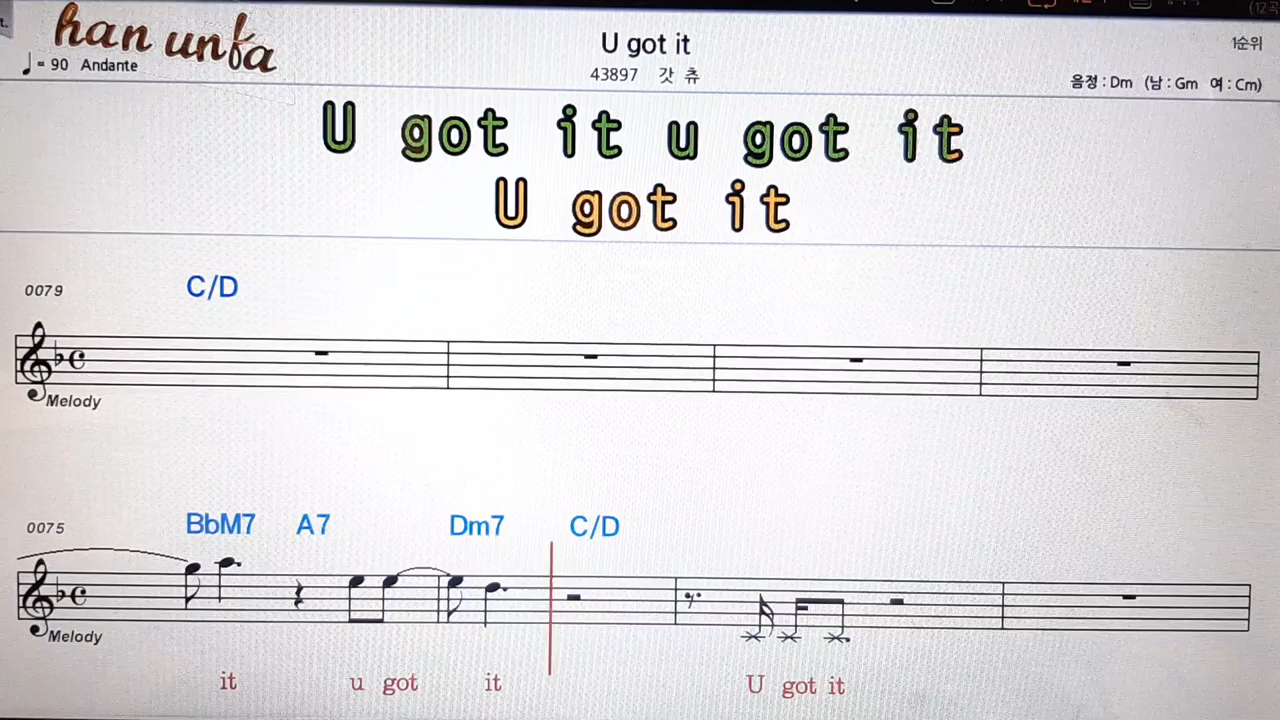 han unfa
U got it
1순위
♩ = 90 Andante
43897 갓 츄
음정 : Dm (남 : Gm 여 : Cm)
U got it u got it
U got it
0079
C/D
Melody
0075
BbM7 A7 Dm7 C/D
Melody
it u got it U got it